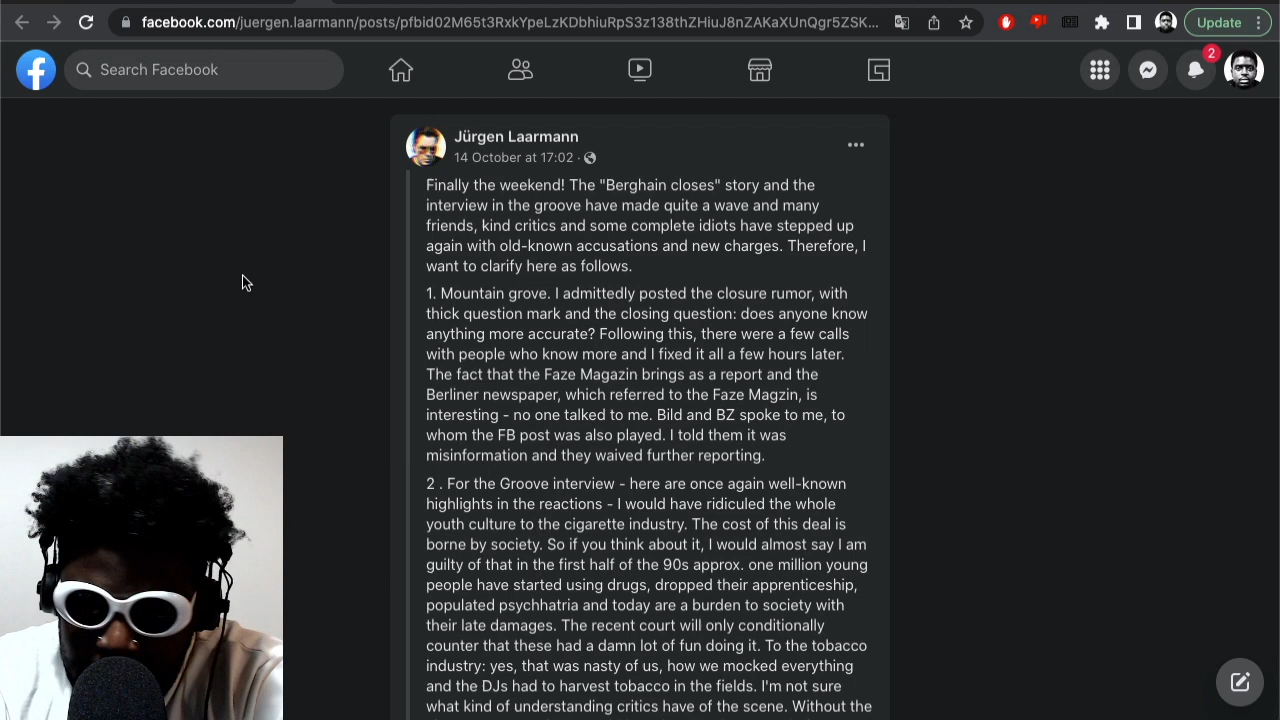 facebook.com/juergen.laarmann/posts/pfbid02M65t3RxkYpeLzKDbhiuRpS3z138thZHiuJ8nZAKaXUnQgr5ZSK...
Update
Search Facebook
2
Jürgen Laarmann
14 October at 17:02 ·
Finally the weekend! The "Berghain closes" story and the
interview in the groove have made quite a wave and many
friends, kind critics and some complete idiots have stepped up
again with old-known accusations and new charges. Therefore, I
want to clarify here as follows.
1. Mountain grove. I admittedly posted the closure rumor, with
thick question mark and the closing question: does anyone know
anything more accurate? Following this, there were a few calls
with people who know more and I fixed it all a few hours later.
The fact that the Faze Magazin brings as a report and the
Berliner newspaper, which referred to the Faze Magzin, is
interesting - no one talked to me. Bild and BZ spoke to me, to
whom the FB post was also played. I told them it was
misinformation and they waived further reporting.
2 . For the Groove interview - here are once again well-known
highlights in the reactions - I would have ridiculed the whole
youth culture to the cigarette industry. The cost of this deal is
borne by society. So if you think about it, I would almost say I am
guilty of that in the first half of the 90s approx. one million young
people have started using drugs, dropped their apprenticeship,
populated psychhatria and today are a burden to society with
their late damages. The recent court will only conditionally
counter that these had a damn lot of fun doing it. To the tobacco
industry: yes, that was nasty of us, how we mocked everything
and the DJs had to harvest tobacco in the fields. I'm not sure
what kind of understanding critics have of the scene. Without the